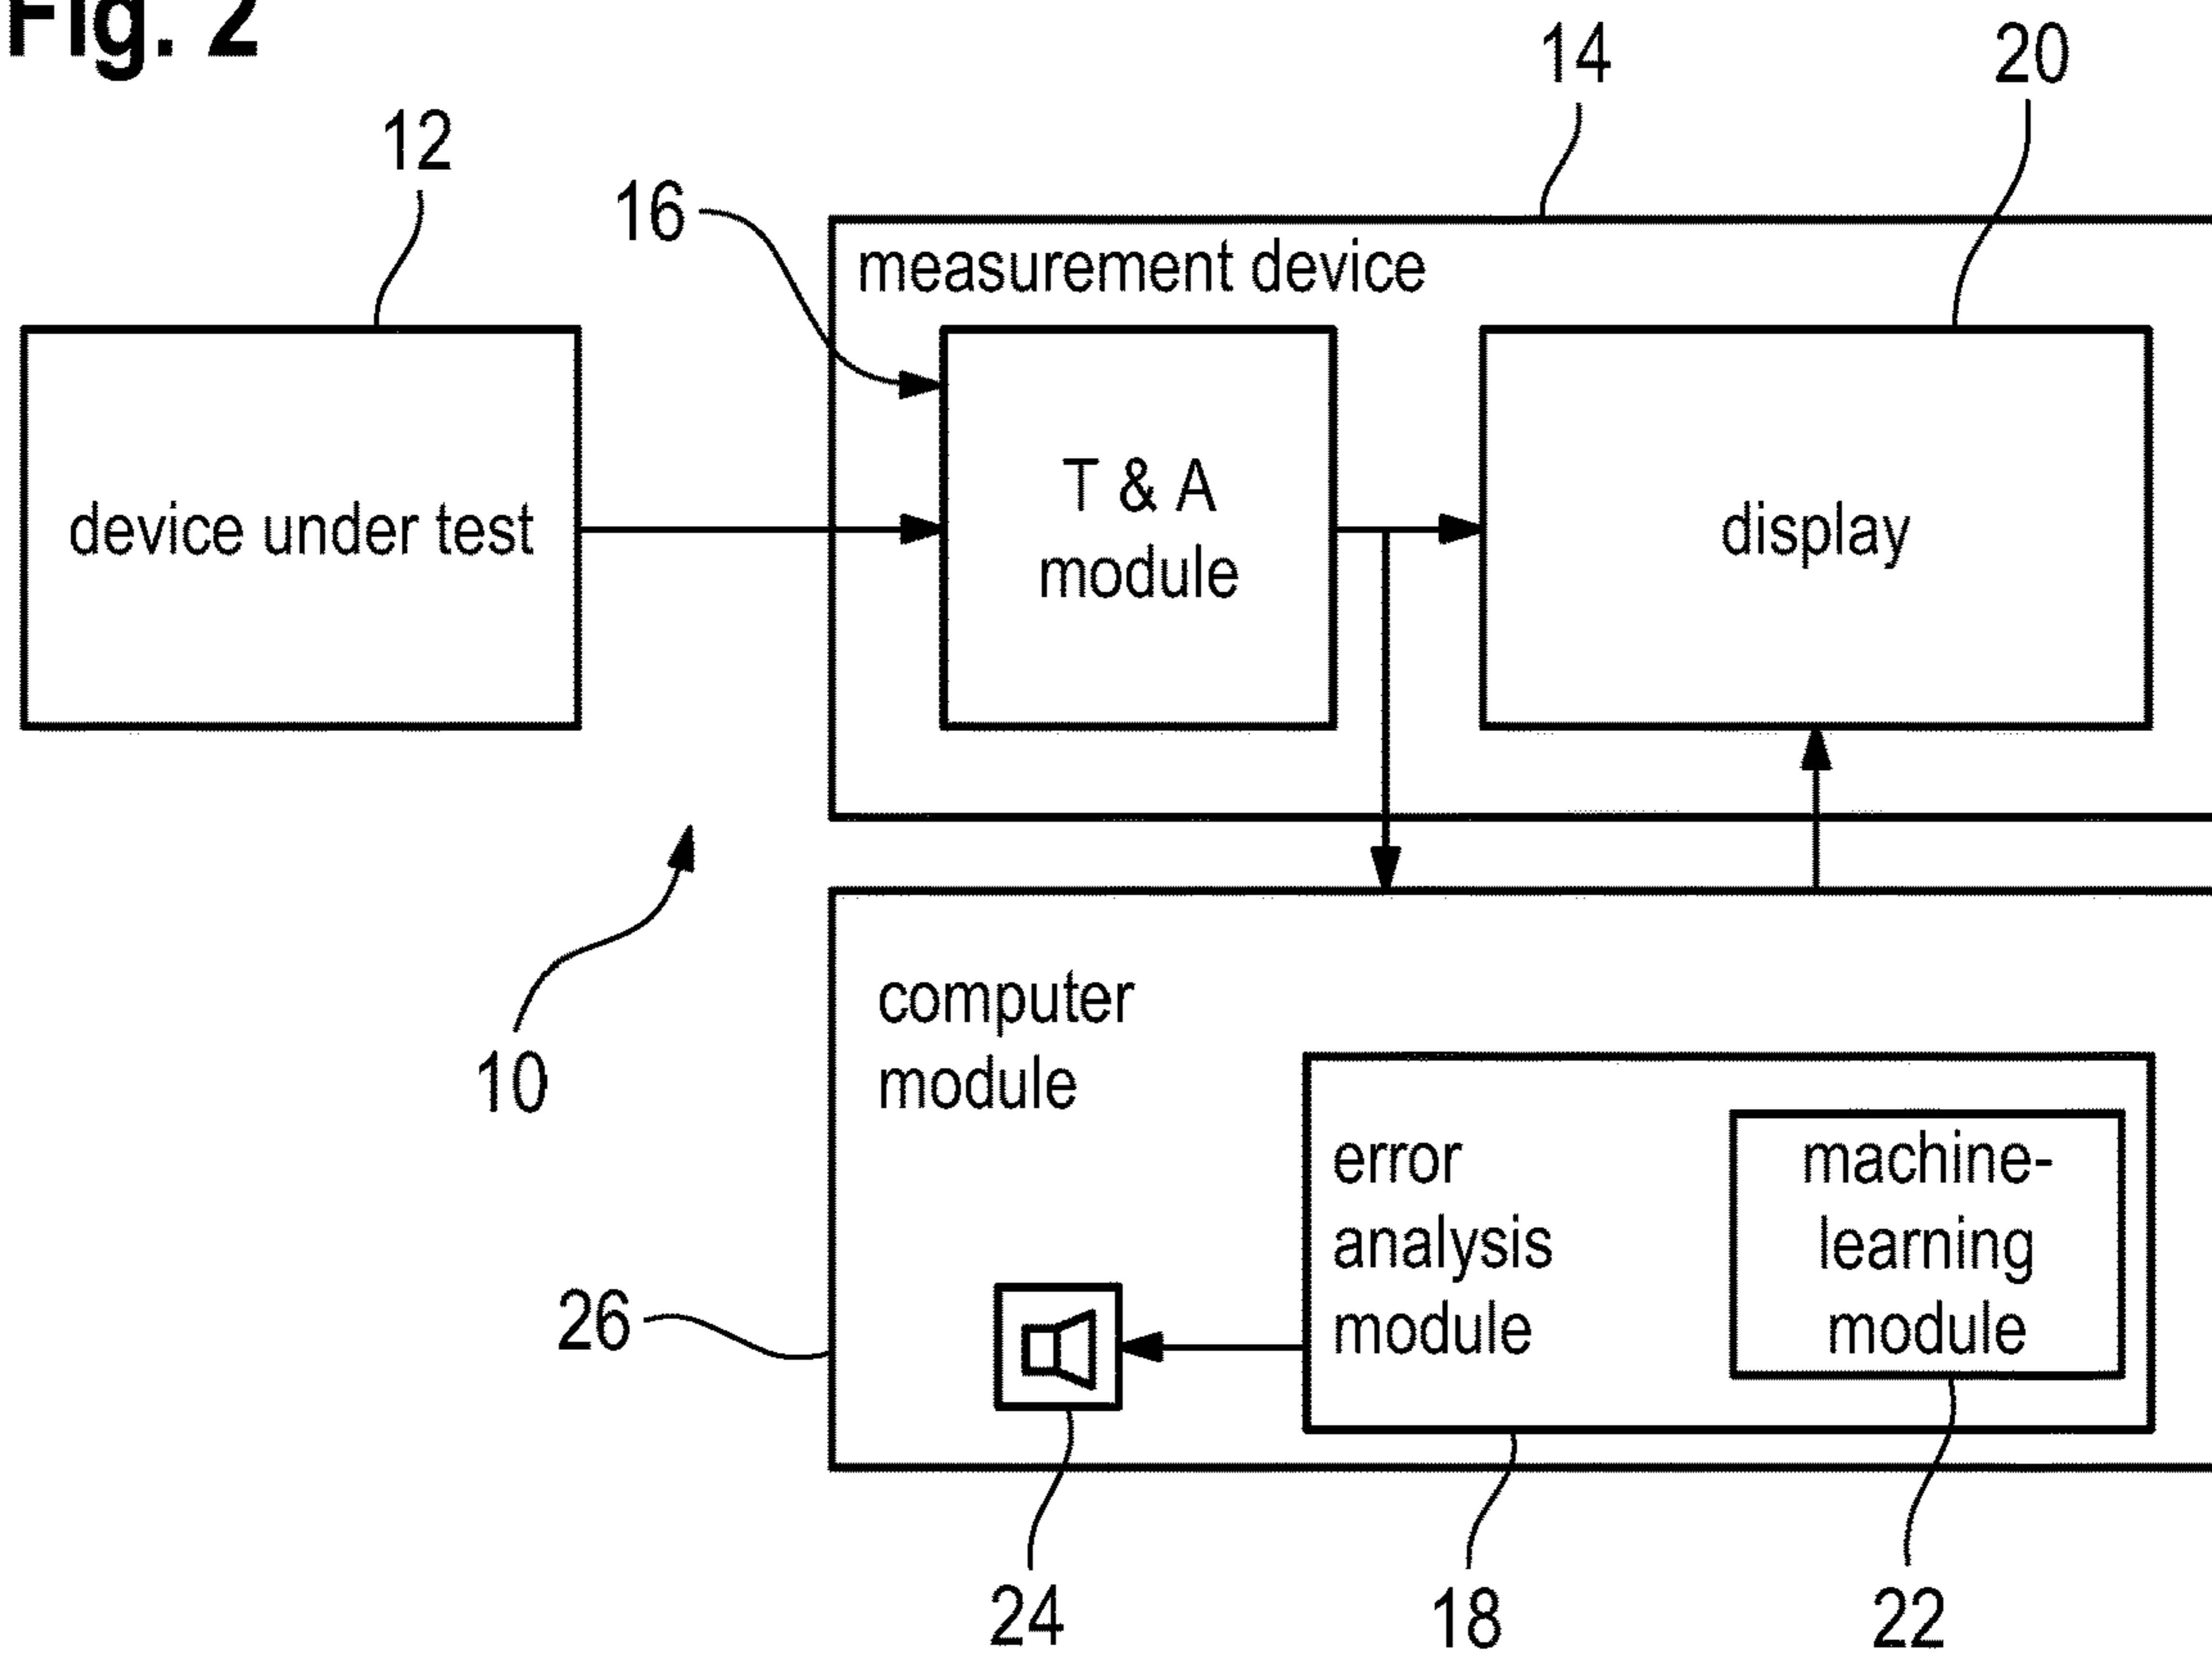 Fig. 2
14
20
12
16
measurement device
device under test
T & A
module
display
10
computer
module
error
analysis
module
machine-
learning
module
26
24
18
22